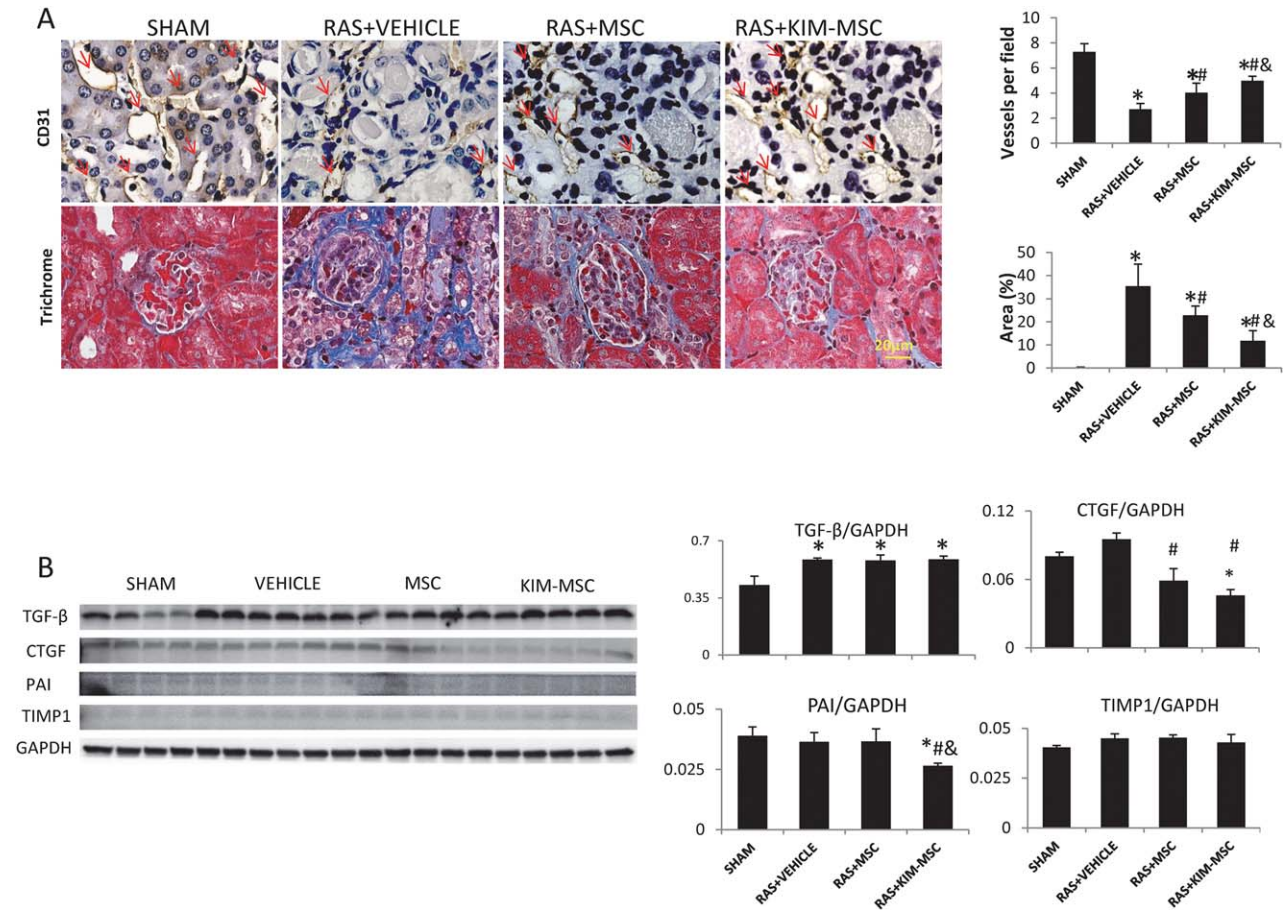 A
SHAM RAS+VEHICLE RAS+MSC RAS+KIM-MSC
CD31
Trichrome
20µm
Vessels per field
10
8
6
4
2
0
*
*#
*#&
SHAM
RAS+VEHICLE
RAS+MSC
RAS+KIM-MSC
Area (%)
50
40
30
20
10
0
*
*#
*#&
SHAM
RAS+VEHICLE
RAS+MSC
RAS+KIM-MSC
B
SHAM VEHICLE MSC KIM-MSC
TGF-β
CTGF
PAI
TIMP1
GAPDH
TGF-β/GAPDH
0.7
0.35
0
* * *
CTGF/GAPDH
0.12
0.06
0
# #
*
PAI/GAPDH
0.05
0.025
0
*#&
SHAM
RAS+VEHICLE
RAS+MSC
RAS+KIM-MSC
TIMP1/GAPDH
0.05
0.025
0
SHAM
RAS+VEHICLE
RAS+MSC
RAS+KIM-MSC